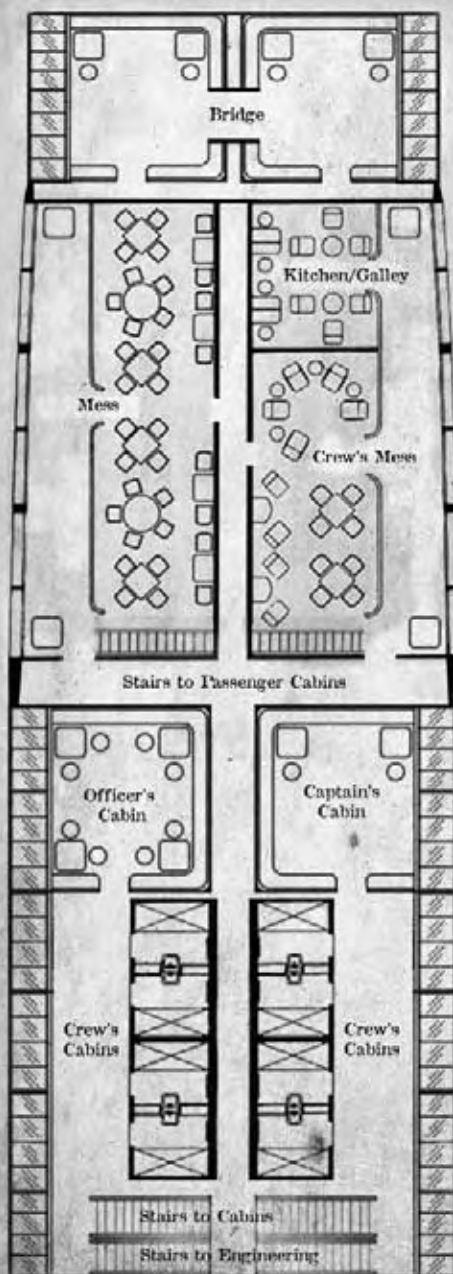 Bridge
Kitchen/Galley
Mess
Crew's Mess
Stairs to Passenger Cabins
Officer's
Cabin
Captain's
Cabin
Crew's
Cabins
Crew's
Cabins
Stairs to Cabins
Stairs to Engineering